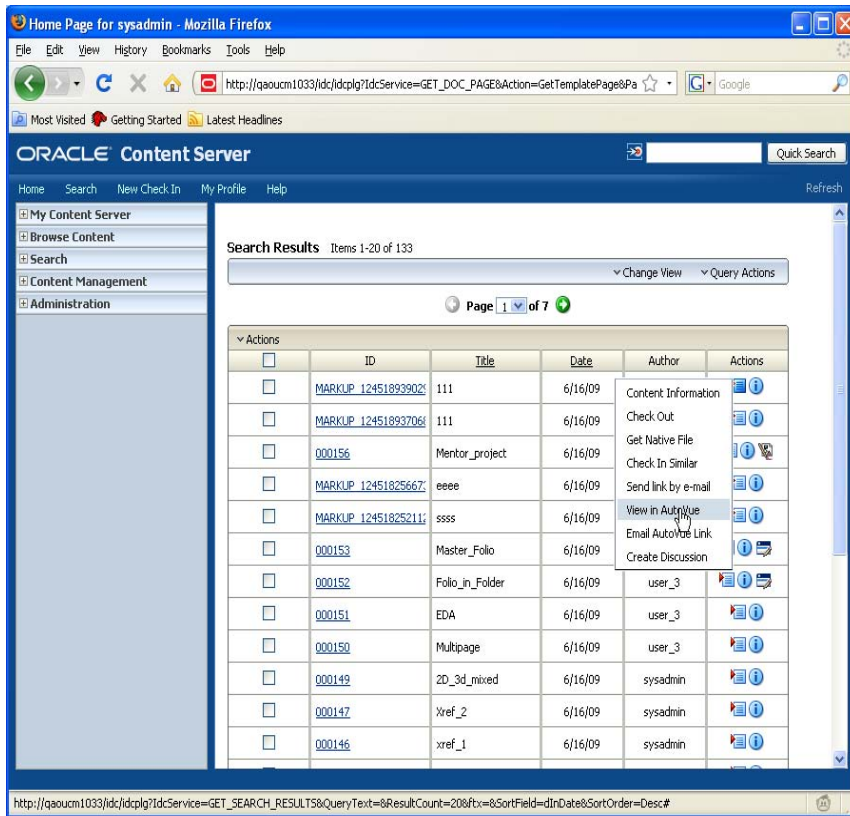 Home Page for sysadmin - Mozilla Firefox
File Edit View History Bookmarks Tools Help
http://qaoucm1033/idc/idcplg?IdcService=GET_DOC_PAGE&Action=GetTemplatePage&Pa
Google
Most Visited Getting Started Latest Headlines
ORACLE Content Server
Quick Search
Home Search New Check In My Profile Help Refresh
My Content Server
Browse Content
Search
Content Management
Administration
Search Results Items 1-20 of 133
Change View Query Actions
Page 1 of 7
Actions
ID Title Date Author Actions
MARKUP_12451893902 111 6/16/09
MARKUP_1245189370 111 6/16/09
000156 Mentor_project 6/16/09
MARKUP_1245182566 eeee 6/16/09
MARKUP_1245182521 ssss 6/16/09
000153 Master_Folio 6/16/09
000152 Folio_in_Folder 6/16/09 user_3
000151 EDA 6/16/09 user_3
000150 Multipage 6/16/09 user_3
000149 2D_3d_mixed 6/16/09 sysadmin
000147 Xref_2 6/16/09 sysadmin
000146 xref_1 6/16/09 sysadmin
Content Information
Check Out
Get Native File
Check In Similar
Send link by e-mail
View in AutoVue
Email AutoVue Link
Create Discussion
http://qaoucm1033/idc/idcplg?IdcService=GET_SEARCH_RESULTS&QueryText=&ResultCount=20&ftx=&SortField=dInDate&SortOrder=Desc#